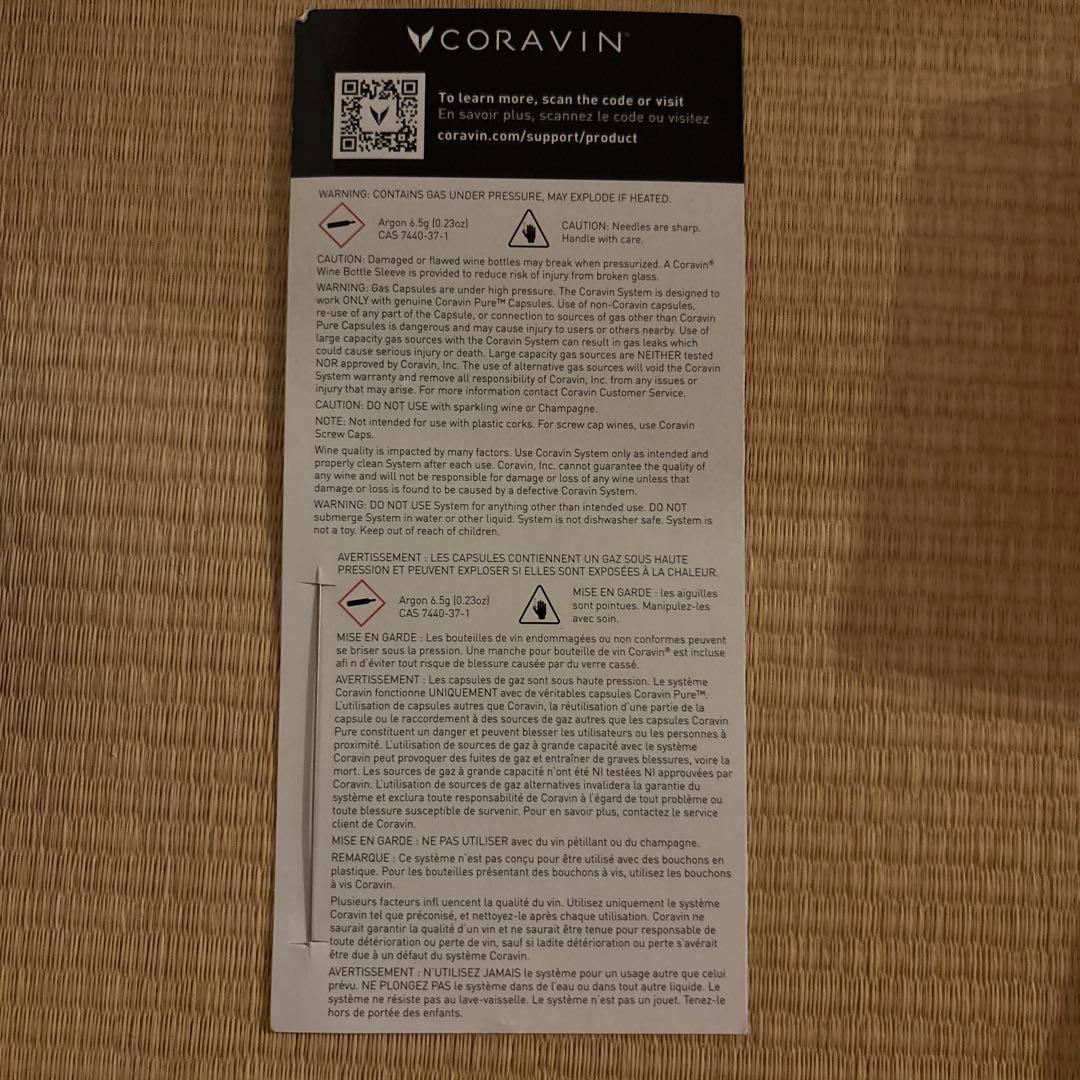 CORAVIN
To learn more, scan the code or visit
En savoir plus, scannez le code ou visitez
coravin.com/support/product
WARNING: CONTAINS GAS UNDER PRESSURE, MAY EXPLODE IF HEATED.
Argon 6.5g (0.23oz)
CAS 7440-37-1
CAUTION: Needles are sharp.
Handle with care.
CAUTION: Damaged or flawed wine bottles may break when pressurized. A Coravin®
Wine Bottle Sleeve is provided to reduce risk of injury from broken glass.
WARNING: Gas Capsules are under high pressure. The Coravin System is designed to
work ONLY with genuine Coravin Pure™ Capsules. Use of non-Coravin capsules,
re-use of any part of the Capsule, or connection to sources of gas other than Coravin
Pure Capsules is dangerous and may cause injury to users or others nearby. Use of
large capacity gas sources with the Coravin System can result in gas leaks which
could cause serious injury or death. Large capacity gas sources are NEITHER tested
NOR approved by Coravin, Inc. The use of alternative gas sources will void the Coravin
System warranty and remove all responsibility of Coravin, Inc. from any issues or
injury that may arise. For more information contact Coravin Customer Service.
CAUTION: DO NOT USE with sparkling wine or Champagne.
NOTE: Not intended for use with plastic corks. For screw cap wines, use Coravin
Screw Caps.
Wine quality is impacted by many factors. Use Coravin System only as intended and
properly clean System after each use. Coravin, Inc. cannot guarantee the quality of
any wine and will not be responsible for damage or loss of any wine unless that
damage or loss is found to be caused by a defective Coravin System.
WARNING: DO NOT USE System for anything other than intended use. DO NOT
submerge System in water or other liquid. System is not dishwasher safe. System is
not a toy. Keep out of reach of children.
AVERTISSEMENT : LES CAPSULES CONTIENNENT UN GAZ SOUS HAUTE
PRESSION ET PEUVENT EXPLOSER SI ELLES SONT EXPOSÉES À LA CHALEUR.
Argon 6.5g (0.23oz)
CAS 7440-37-1
MISE EN GARDE : les aiguilles
sont pointues. Manipulez-les
avec soin.
MISE EN GARDE : Les bouteilles de vin endommagées ou non conformes peuvent
se briser sous la pression. Une manche pour bouteille de vin Coravin® est incluse
afi n d'éviter tout risque de blessure causée par du verre cassé.
AVERTISSEMENT : Les capsules de gaz sont sous haute pression. Le système
Coravin fonctionne UNIQUEMENT avec de véritables capsules Coravin Pure™.
L'utilisation de capsules autres que Coravin, la réutilisation d'une partie de la
capsule ou le raccordement à des sources de gaz autres que les capsules Coravin
Pure constituent un danger et peuvent blesser les utilisateurs ou les personnes à
proximité. L'utilisation de sources de gaz à grande capacité avec le système
Coravin peut provoquer des fuites de gaz et entraîner de graves blessures, voire la
mort. Les sources de gaz à grande capacité n'ont été NI testées NI approuvées par
Coravin. L'utilisation de sources de gaz alternatives invalidera la garantie du
système et exclura toute responsabilité de Coravin à l'égard de tout problème ou
toute blessure susceptible de survenir. Pour en savoir plus, contactez le service
client de Coravin.
MISE EN GARDE : NE PAS UTILISER avec du vin pétillant ou du champagne.
REMARQUE : Ce système n'est pas conçu pour être utilisé avec des bouchons en
plastique. Pour les bouteilles présentant des bouchons à vis, utilisez les bouchons
à vis Coravin.
Plusieurs facteurs infl uencent la qualité du vin. Utilisez uniquement le système
Coravin tel que préconisé, et nettoyez-le après chaque utilisation. Coravin ne
saurait garantir la qualité d'un vin et ne saurait être tenue pour responsable de
toute détérioration ou perte de vin, sauf si ladite détérioration ou perte s'avérait
être due à un défaut du système Coravin.
AVERTISSEMENT : N'UTILISEZ JAMAIS le système pour un usage autre que celui
prévu. NE PLONGEZ PAS le système dans de l'eau ou dans tout autre liquide. Le
système ne résiste pas au lave-vaisselle. Le système n'est pas un jouet. Tenez-le
hors de portée des enfants.